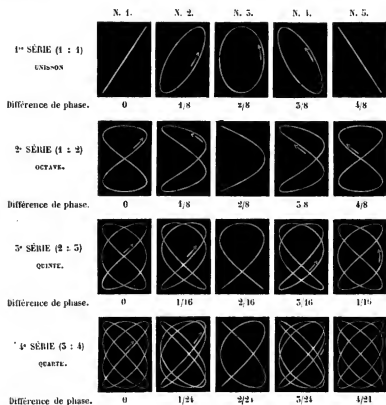 N. 1. N. 2. N. 3. N. 4. N. 5.
1re SÉRIE (1 : 1)
UNISSON
Différence de phase. 0 1/8 2/8 3/8 4/8
2e SÉRIE (1 : 2)
OCTAVE.
Différence de phase. 0 1/8 2/8 3/8 4/8
3e SÉRIE (2 : 3)
QUINTE.
Différence de phase. 0 1/16 2/16 3/16 4/16
4e SÉRIE (3 : 4)
QUARTE.
Différence de phase. 0 1/24 2/24 3/24 4/24